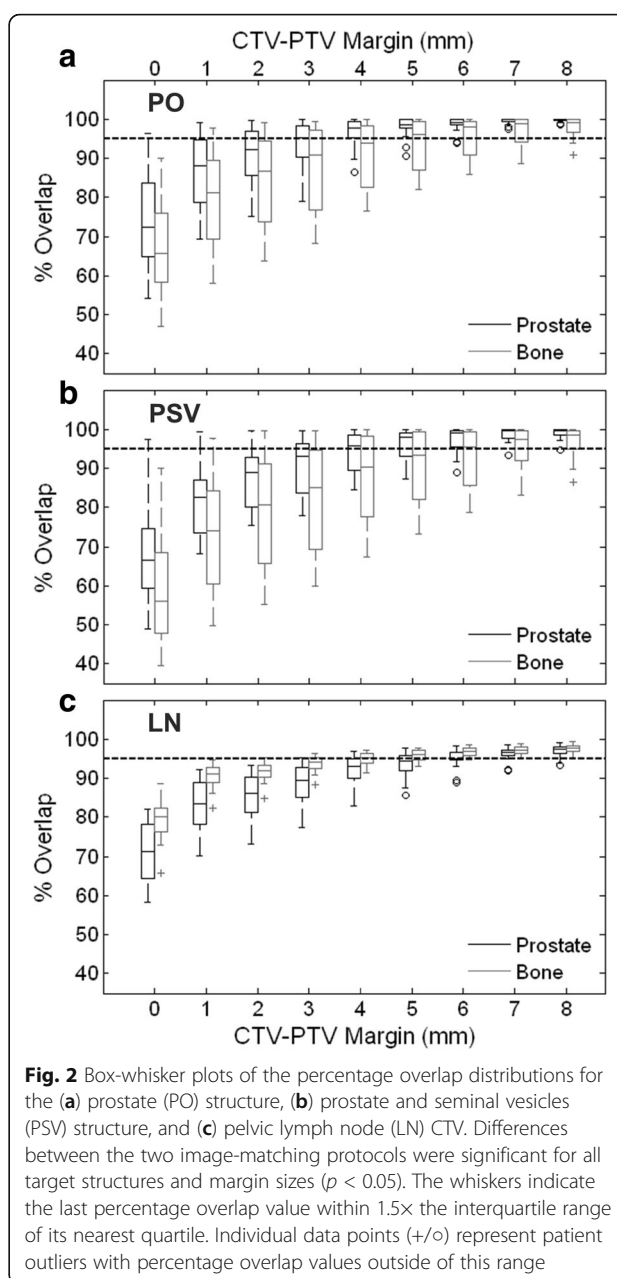 CTV-PTV Margin (mm)
0 1 2 3 4 5 6 7 8
a
PO
% Overlap
100
90
80
70
60
50
40
Prostate
Bone
b
PSV
% Overlap
100
90
80
70
60
50
40
Prostate
Bone
c
LN
% Overlap
100
90
80
70
60
50
40
Prostate
Bone
0 1 2 3 4 5 6 7 8
CTV-PTV Margin (mm)
Fig. 2 Box-whisker plots of the percentage overlap distributions for
the (a) prostate (PO) structure, (b) prostate and seminal vesicles
(PSV) structure, and (c) pelvic lymph node (LN) CTV. Differences
between the two image-matching protocols were significant for all
target structures and margin sizes (p < 0.05). The whiskers indicate
the last percentage overlap value within 1.5× the interquartile range
of its nearest quartile. Individual data points (+/○) represent patient
outliers with percentage overlap values outside of this range